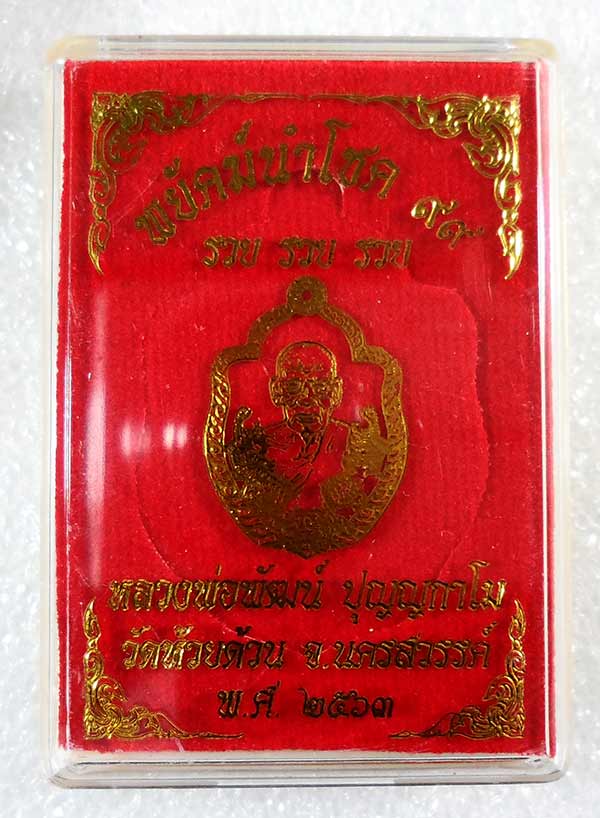 พยัคฆ์นำโชค ๙๑
รวย รวย รวย
หลวงพ่อพัฒน์ ปุญญกาโม
วัดห้วยด้วน จ.นครสวรรค์
พ.ศ. ๒๕๖๓